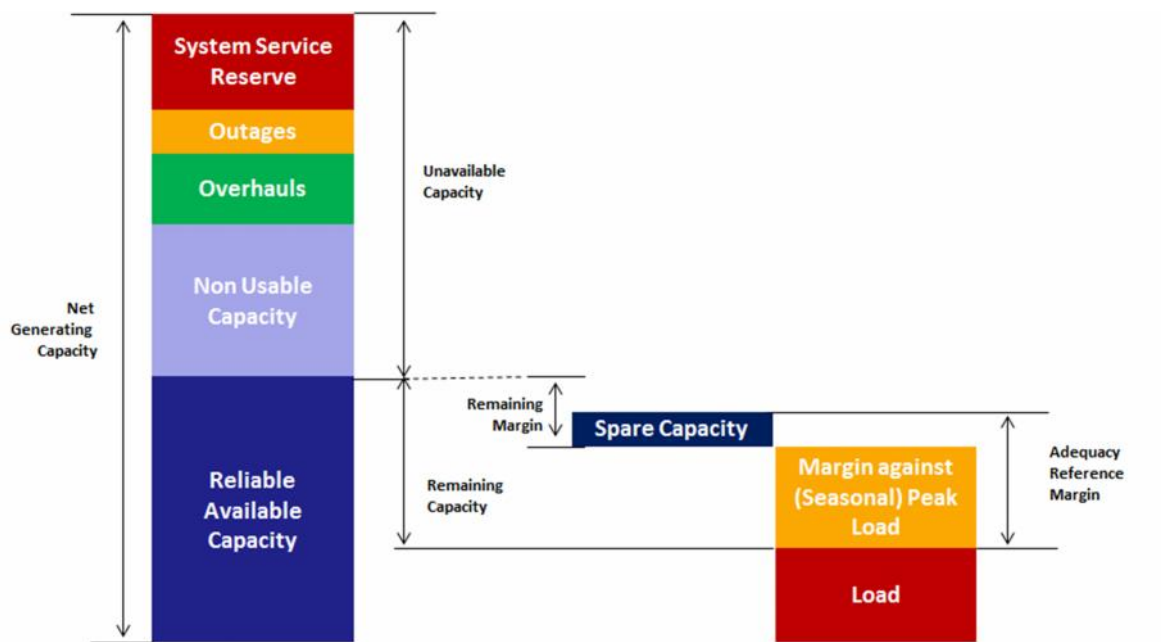 System Service
Reserve
Outages
Overhauls
Non Usable
Capacity
Reliable
Available
Capacity
Net
Generating
Capacity
Unavailable
Capacity
Remaining
Margin
Remaining
Capacity
Spare Capacity
Margin against
(Seasonal) Peak
Load
Load
Adequacy
Reference
Margin